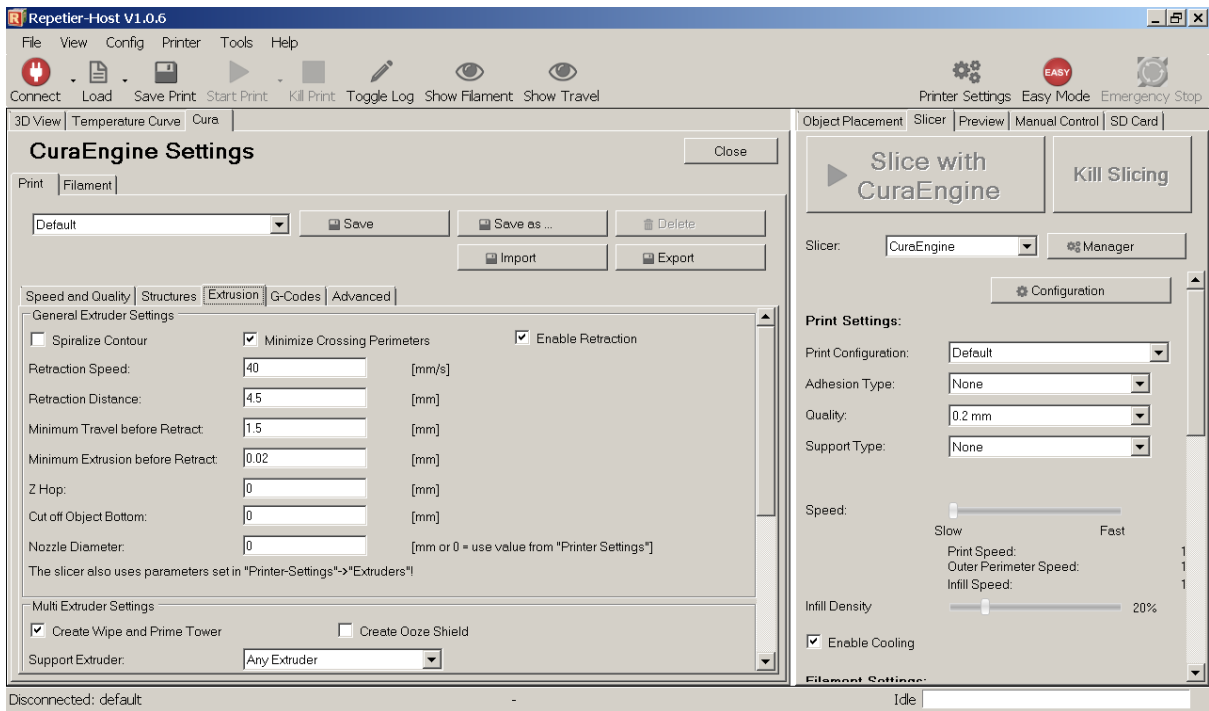 Repetier-Host V1.0.6
File View Config Printer Tools Help
Connect Load Save Print Start Print Kill Print Toggle Log Show Filament Show Travel Printer Settings EASY Easy Mode Emergency Stop
3D View Temperature Curve Cura
CuraEngine Settings
Close
Print Filament
Default Save Save as ... Delete
Import Export
Speed and Quality Structures Extrusion G-Codes Advanced
General Extruder Settings
Spiralize Contour Minimize Crossing Perimeters Enable Retraction
Retraction Speed: 40 [mm/s]
Retraction Distance: 4.5 [mm]
Minimum Travel before Retract: 1.5 [mm]
Minimum Extrusion before Retract: 0.02 [mm]
Z Hop: 0 [mm]
Cut off Object Bottom: 0 [mm]
Nozzle Diameter: 0 [mm or 0 = use value from "Printer Settings"]
The slicer also uses parameters set in "Printer-Settings"->"Extruders"!
Multi Extruder Settings
Create Wipe and Prime Tower Create Ooze Shield
Support Extruder: Any Extruder
Object Placement Slicer Preview Manual Control SD Card
Slice with
CuraEngine
Kill Slicing
Slicer: CuraEngine Manager
Configuration
Print Settings:
Print Configuration: Default
Adhesion Type: None
Quality: 0.2 mm
Support Type: None
Speed:
Slow Fast
Print Speed: 1
Outer Perimeter Speed: 1
Infill Speed: 1
Infill Density 20%
Enable Cooling
Filament Settings:
Disconnected: default - Idle